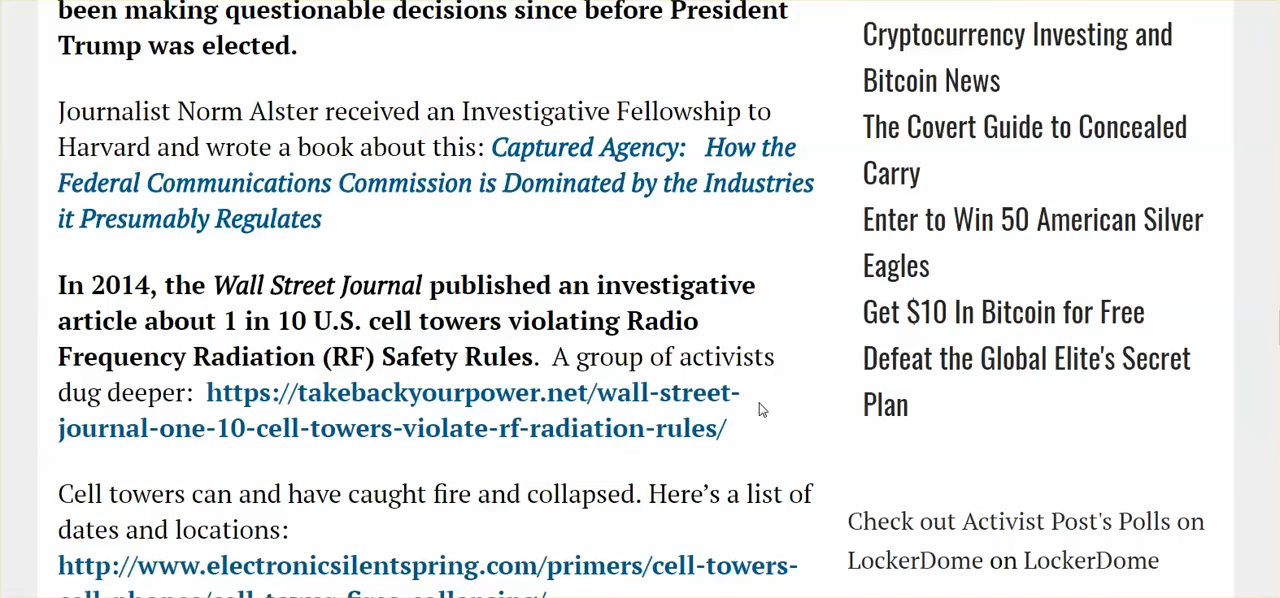 been making questionable decisions since before President
Trump was elected.
Journalist Norm Alster received an Investigative Fellowship to
Harvard and wrote a book about this: Captured Agency: How the
Federal Communications Commission is Dominated by the Industries
it Presumably Regulates
In 2014, the Wall Street Journal published an investigative
article about 1 in 10 U.S. cell towers violating Radio
Frequency Radiation (RF) Safety Rules. A group of activists
dug deeper: https://takebackyourpower.net/wall-street-
journal-one-10-cell-towers-violate-rf-radiation-rules/
Cell towers can and have caught fire and collapsed. Here’s a list of
dates and locations:
http://www.electronicsilentspring.com/primers/cell-towers-
cell-phones/cell-tower-fires-collapsing/
Cryptocurrency Investing and
Bitcoin News
The Covert Guide to Concealed
Carry
Enter to Win 50 American Silver
Eagles
Get $10 In Bitcoin for Free
Defeat the Global Elite's Secret
Plan
Check out Activist Post's Polls on
LockerDome on LockerDome